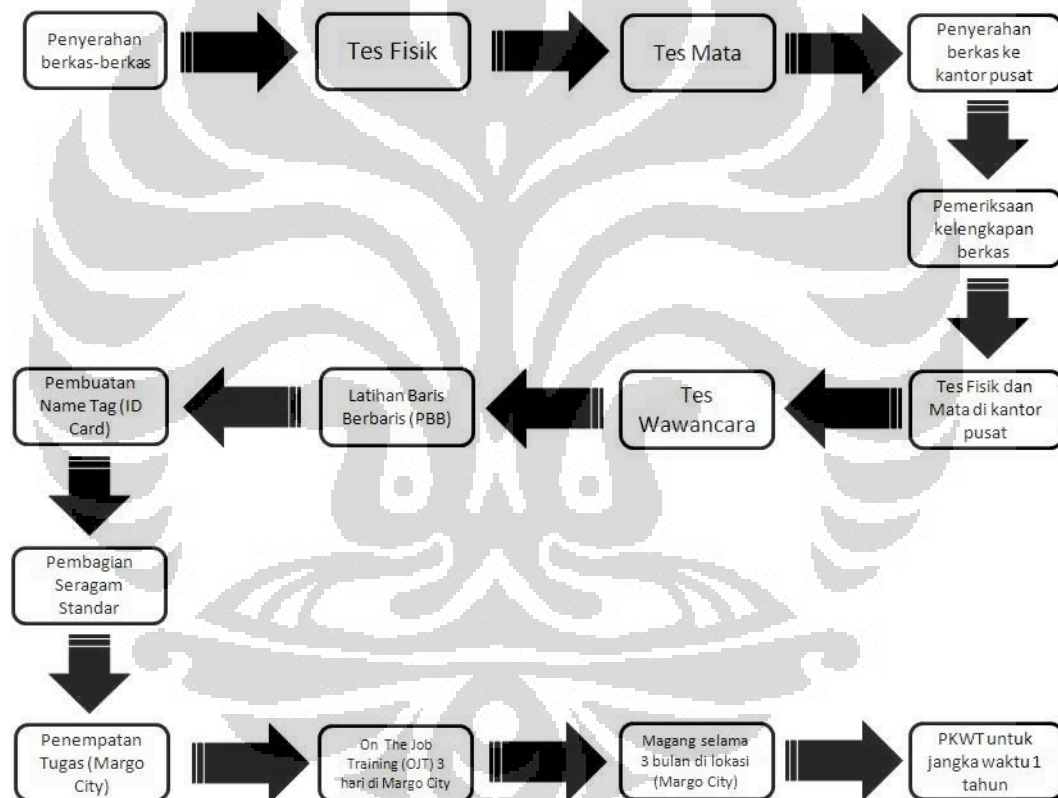 Penyerahan
berkas-berkas
Tes Fisik
Tes Mata
Penyerahan
berkas ke
kantor pusat
Pemeriksaan
kelengkapan
berkas
Tes Fisik dan
Mata di kantor
pusat
Tes
Wawancara
Latihan Baris
Berbaris (PBB)
Pembuatan
Name Tag (ID
Card)
Pembagian
Seragam
Standar
Penempatan
Tugas (Margo
City)
On The Job
Training (OJT) 3
hari di Margo City
Magang selama
3 bulan di lokasi
(Margo City)
PKWT untuk
jangka waktu 1
tahun